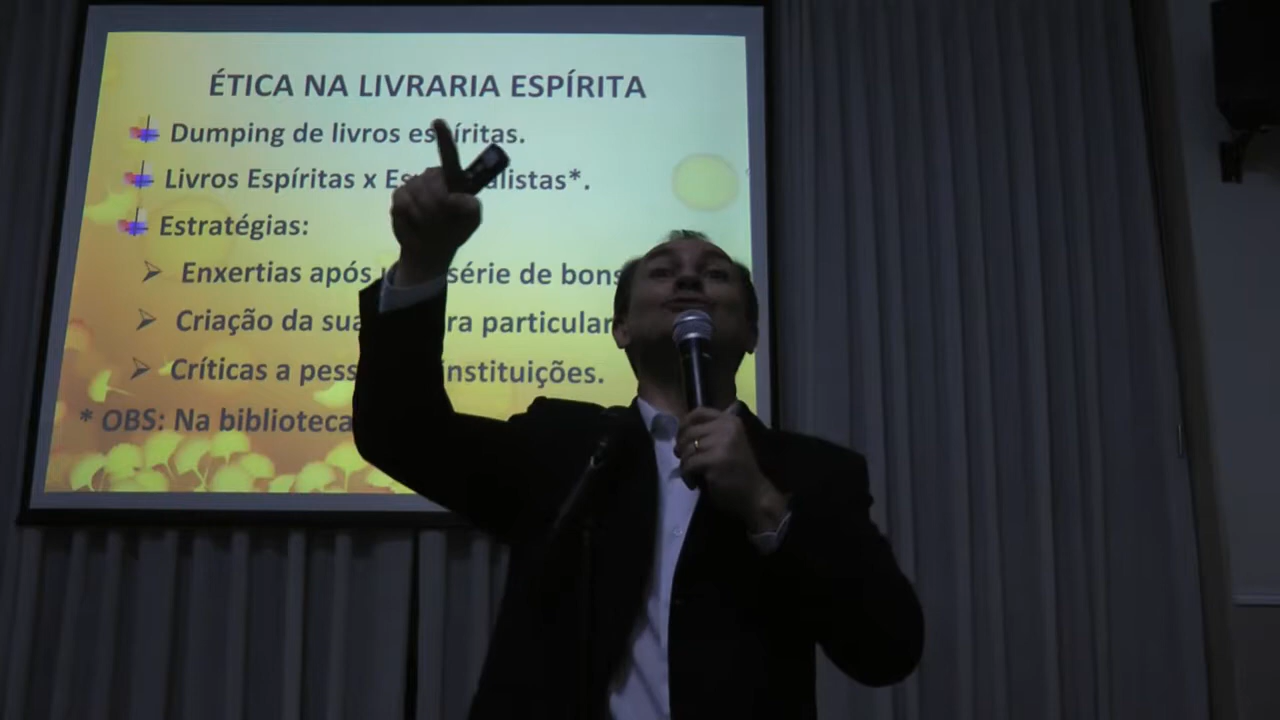 ÉTICA NA LIVRARIA ESPÍRITA
Dumping de livros espíritas.
Livros Espíritas x Es alistas*.
Estratégias:
Enxertias após série de bons
Criação da sua ra particular
Críticas a pess instituições.
* OBS: Na biblioteca